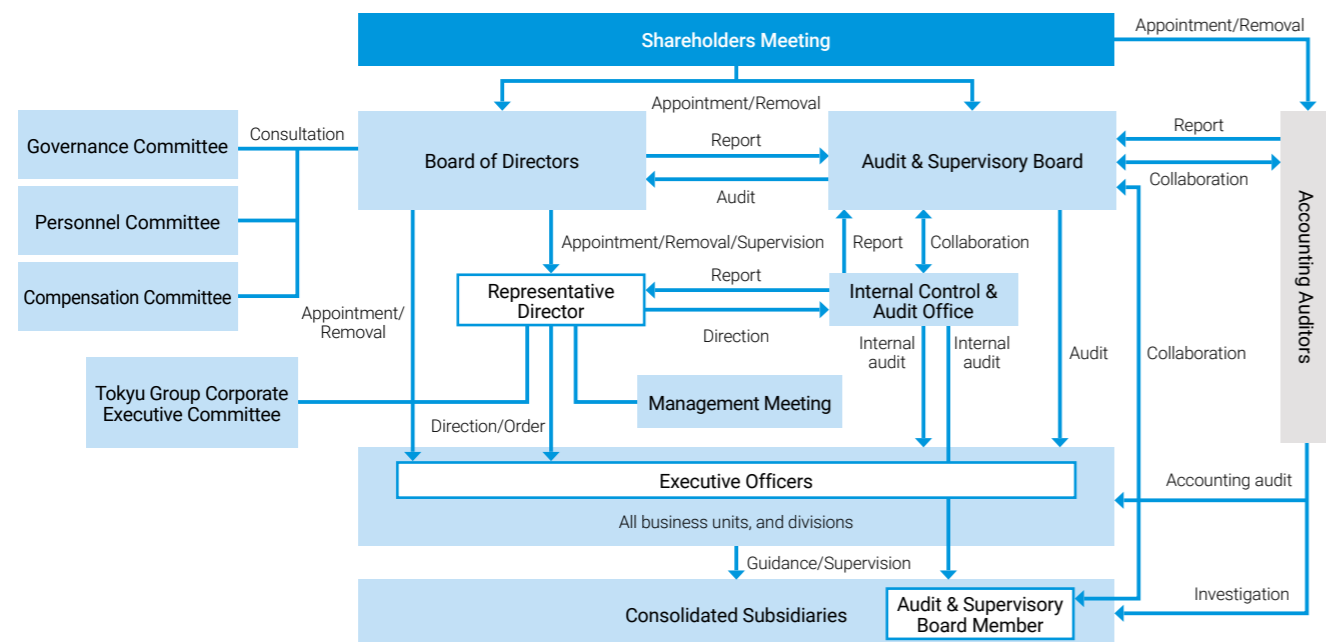 Shareholders Meeting
Appointment/Removal
Appointment/Removal
Governance Committee
Consultation
Board of Directors
Report
Audit
Audit & Supervisory Board
Report
Collaboration
Accounting Auditors
Personnel Committee
Compensation Committee
Appointment/Removal/Supervision
Report
Collaboration
Appointment/
Removal
Representative
Director
Report
Direction
Internal Control &
Audit Office
Internal
audit
Internal
audit
Audit
Collaboration
Tokyu Group Corporate
Executive Committee
Management Meeting
Direction/Order
Executive Officers
Accounting audit
All business units, and divisions
Guidance/Supervision
Consolidated Subsidiaries
Audit & Supervisory
Board Member
Investigation